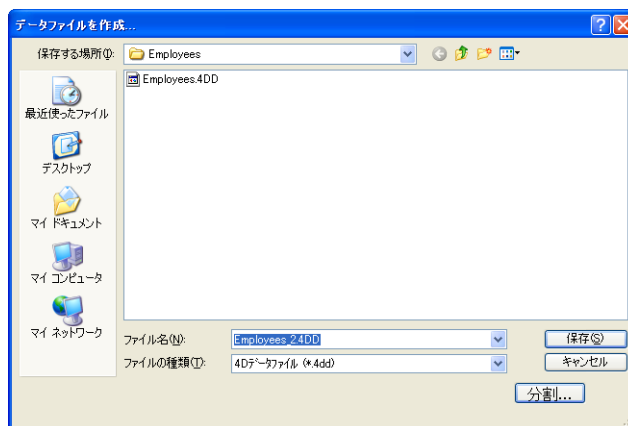 データファイルを作成...
保存する場所(I):
Employees
Employees.4DD
最近使ったファイル
デスクトップ
マイ ドキュメント
マイ コンピュータ
マイ ネットワーク
ファイル名(N):
Employees_2.4DD
保存(S)
ファイルの種類(T):
4Dデータファイル (*.4dd)
キャンセル
分割...